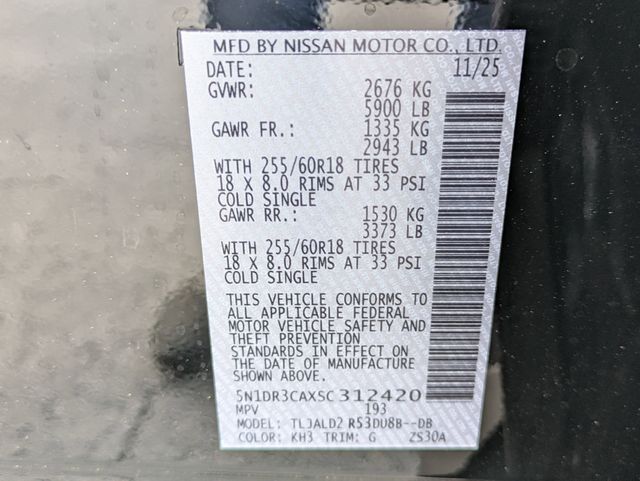 MFD BY NISSAN MOTOR CO., LTD.
DATE: 11/25
GVWR: 2676 KG
5900 LB
GAWR FR.: 1335 KG
2943 LB
WITH 255/60R18 TIRES
18 X 8.0 RIMS AT 33 PSI
COLD SINGLE
GAWR RR.: 1530 KG
3373 LB
WITH 255/60R18 TIRES
18 X 8.0 RIMS AT 33 PSI
COLD SINGLE
THIS VEHICLE CONFORMS TO
ALL APPLICABLE FEDERAL
MOTOR VEHICLE SAFETY AND
THEFT PREVENTION
STANDARDS IN EFFECT ON
THE DATE OF MANUFACTURE
SHOWN ABOVE.
5N1DR3CAXSC312420
MPV 193
MODEL: TLJALD2 R53DU8B--DB
COLOR: KH3 TRIM: G ZS30A